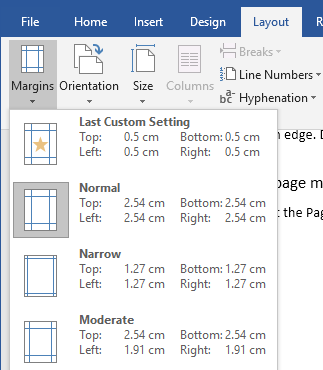 File Home Insert Design Layout R
Margins Orientation Size Columns
Breaks
Line Numbers
Hyphenation
Last Custom Setting
Top: 0.5 cm Bottom: 0.5 cm
Left: 0.5 cm Right: 0.5 cm
Normal
Top: 2.54 cm Bottom: 2.54 cm
Left: 2.54 cm Right: 2.54 cm
Narrow
Top: 1.27 cm Bottom: 1.27 cm
Left: 1.27 cm Right: 1.27 cm
Moderate
Top: 2.54 cm Bottom: 2.54 cm
Left: 1.91 cm Right: 1.91 cm
n edge. D
page m
t the Pag